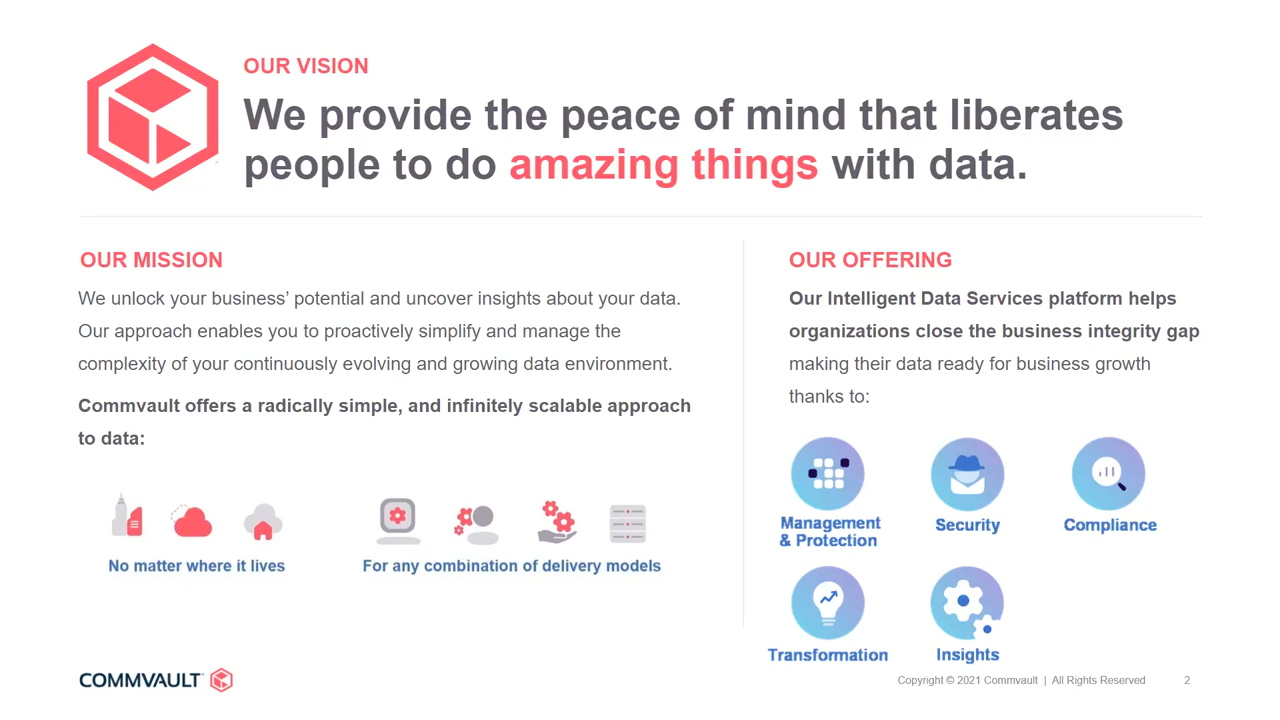 OUR VISION
We provide the peace of mind that liberates
people to do amazing things with data.
OUR MISSION
We unlock your business’ potential and uncover insights about your data.
Our approach enables you to proactively simplify and manage the
complexity of your continuously evolving and growing data environment.
Commvault offers a radically simple, and infinitely scalable approach
to data:
No matter where it lives
For any combination of delivery models
OUR OFFERING
Our Intelligent Data Services platform helps
organizations close the business integrity gap
making their data ready for business growth
thanks to:
Management
& Protection
Security
Compliance
Transformation
Insights
COMMVAULT
Copyright © 2021 Commvault | All Rights Reserved
2